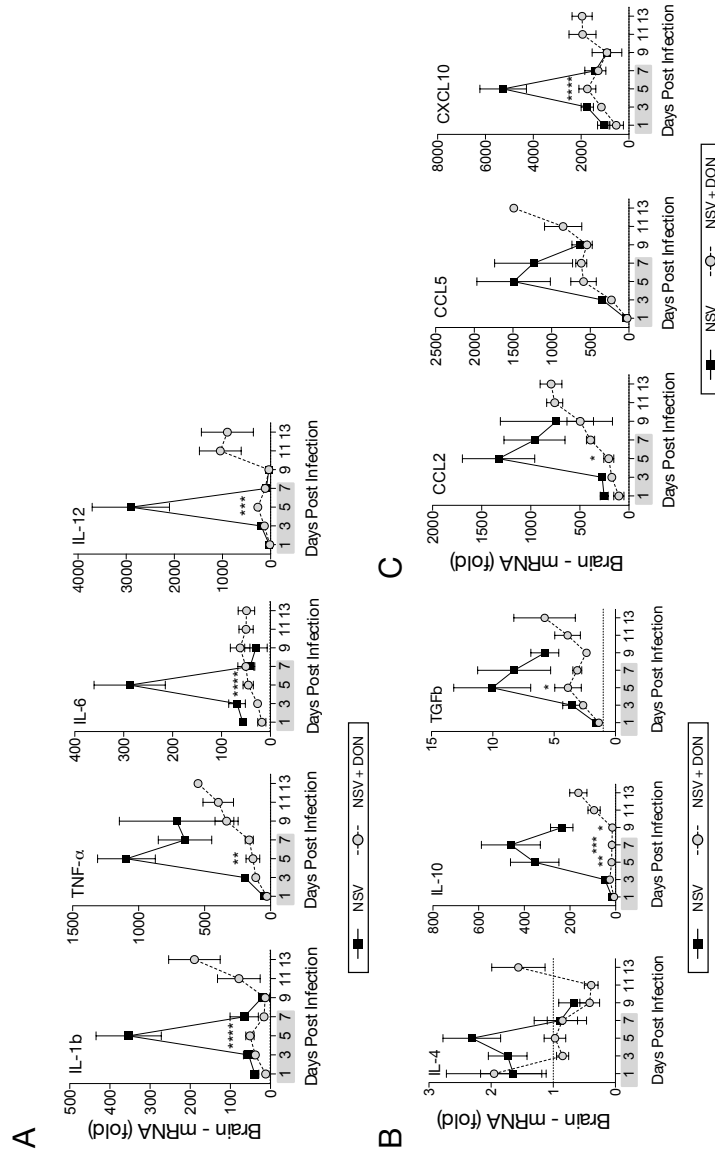 A
IL-1b
TNF-α
IL-6
IL-12
Brain - mRNA (fold)
500
400
300
200
100
0
****
1 3 5 7 9 11 13
Days Post Infection
1500
1000
500
0
**
1 3 5 7 9 11 13
Days Post Infection
400
300
200
100
0
****
1 3 5 7 9 11 13
Days Post Infection
4000
3000
2000
1000
0
***
1 3 5 7 9 11 13
Days Post Infection
NSV NSV + DON
B
IL-4
IL-10
TGFb
Brain - mRNA (fold)
3
2
1
0
1 3 5 7 9 11 13
Days Post Infection
800
600
400
200
0
** *** *
1 3 5 7 9 11 13
Days Post Infection
15
10
5
0
*
1 3 5 7 9 11 13
Days Post Infection
NSV NSV + DON
C
CCL2
CCL5
CXCL10
Brain - mRNA (fold)
2000
1500
1000
500
0
*
1 3 5 7 9 11 13
Days Post Infection
2500
2000
1500
1000
500
0
1 3 5 7 9 11 13
Days Post Infection
8000
6000
4000
2000
0
****
1 3 5 7 9 11 13
Days Post Infection
NSV NSV + DON